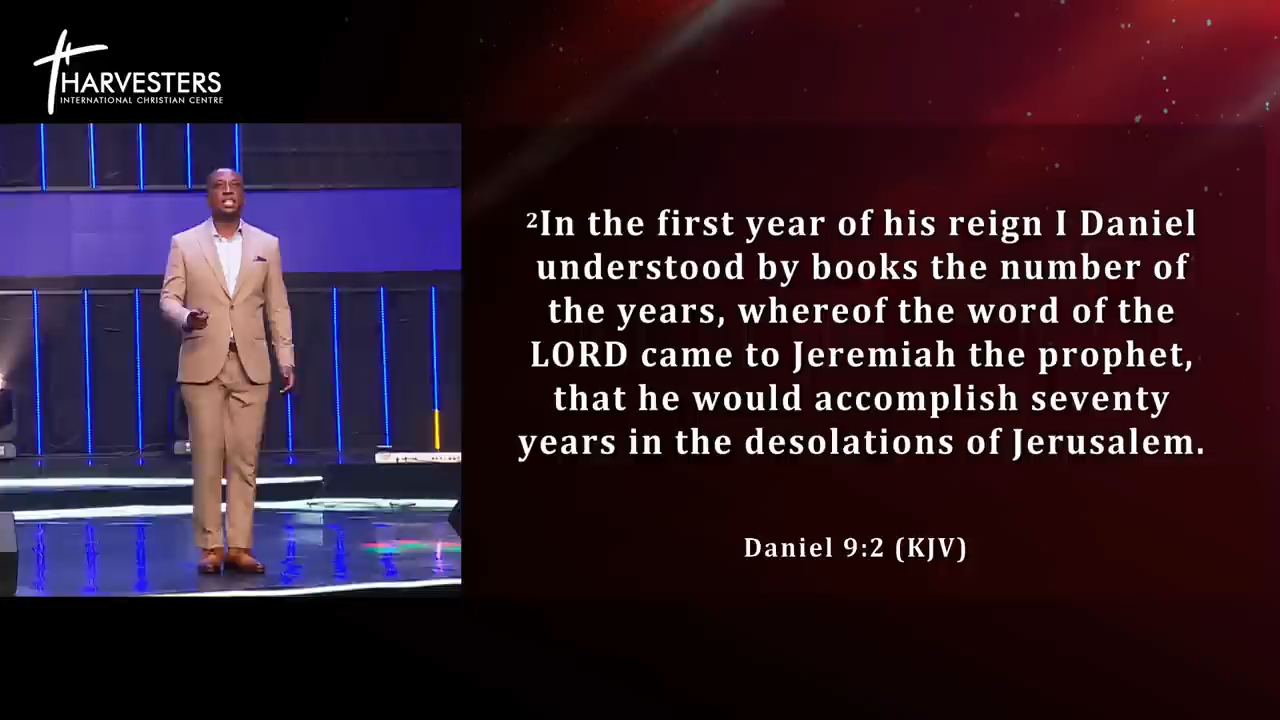 HARVESTERS
INTERNATIONAL CHRISTIAN CENTRE
²In the first year of his reign I Daniel
understood by books the number of
the years, whereof the word of the
LORD came to Jeremiah the prophet,
that he would accomplish seventy
years in the desolations of Jerusalem.
Daniel 9:2 (KJV)